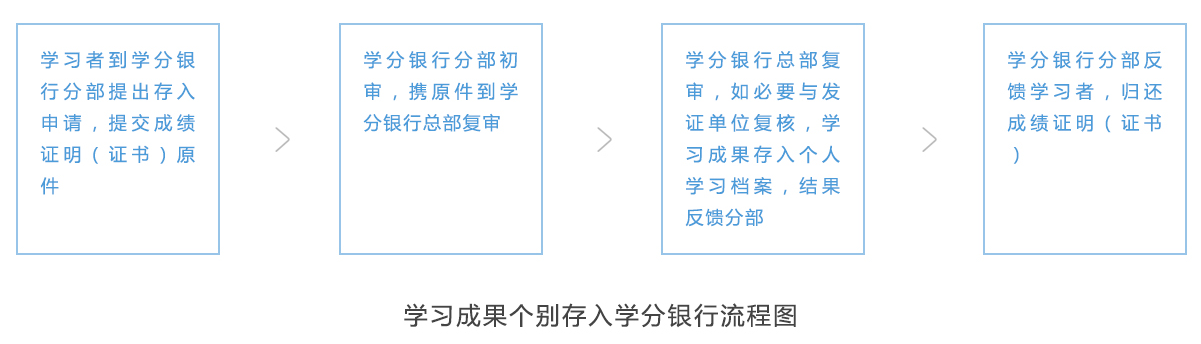 学习者到学分银
行分部提出存入
申请，提交成绩
证明（证书）原
件
学分银行分部初
审，携原件到学
分银行总部复审
学分银行总部复
审，如必要与发
证单位复核，学
习成果存入个人
学习档案，结果
反馈分部
学分银行分部反
馈学习者，归还
成绩证明（证书
）
学习成果个别存入学分银行流程图